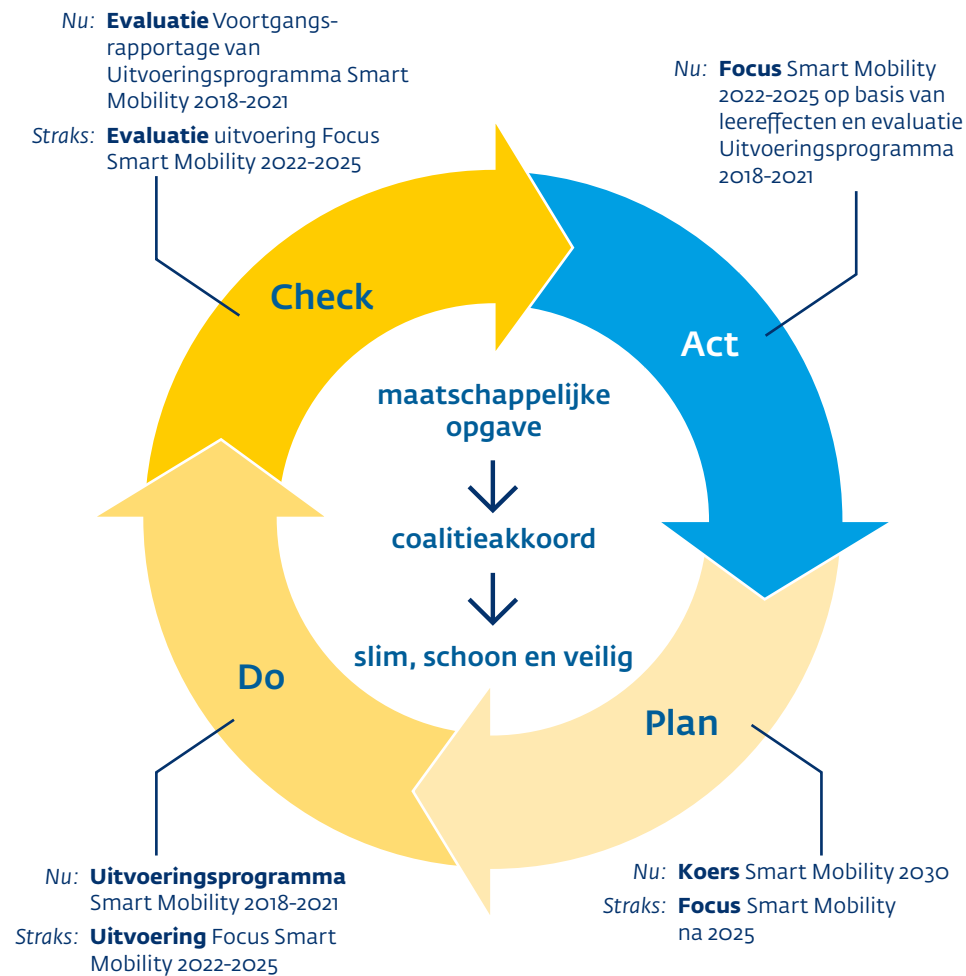 Nu: Evaluatie Voortgangs-
rapportage van
Uitvoeringsprogramma Smart
Mobility 2018-2021
Straks: Evaluatie uitvoering Focus
Smart Mobility 2022-2025
Nu: Focus Smart Mobility
2022-2025 op basis van
leereffecten en evaluatie
Uitvoeringsprogramma
2018-2021
Check
Act
maatschappelijke
opgave
coalitieakkoord
slim, schoon en veilig
Do
Plan
Nu: Uitvoeringsprogramma
Smart Mobility 2018-2021
Straks: Uitvoering Focus Smart
Mobility 2022-2025
Nu: Koers Smart Mobility 2030
Straks: Focus Smart Mobility
na 2025